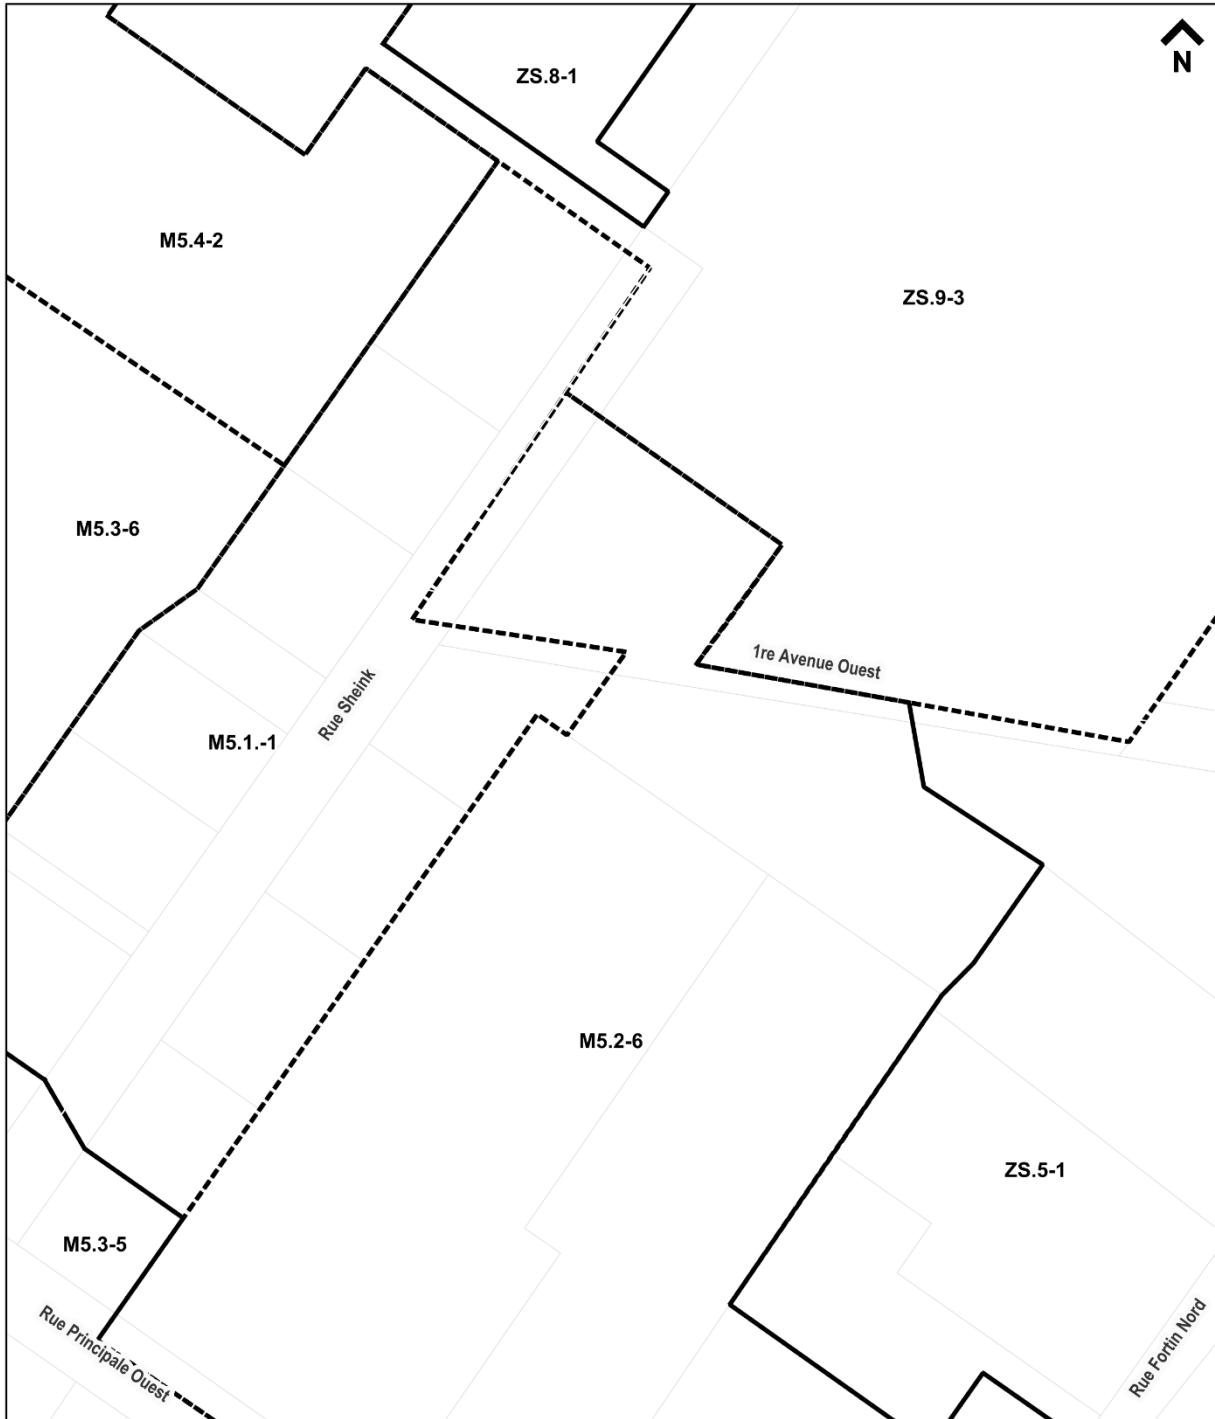 N
ZS.8-1
M5.4-2
ZS.9-3
M5.3-6
1re Avenue Ouest
Rue Sheink
M5.1.-1
M5.2-6
ZS.5-1
M5.3-5
Rue Principale Ouest
Rue Fortin Nord